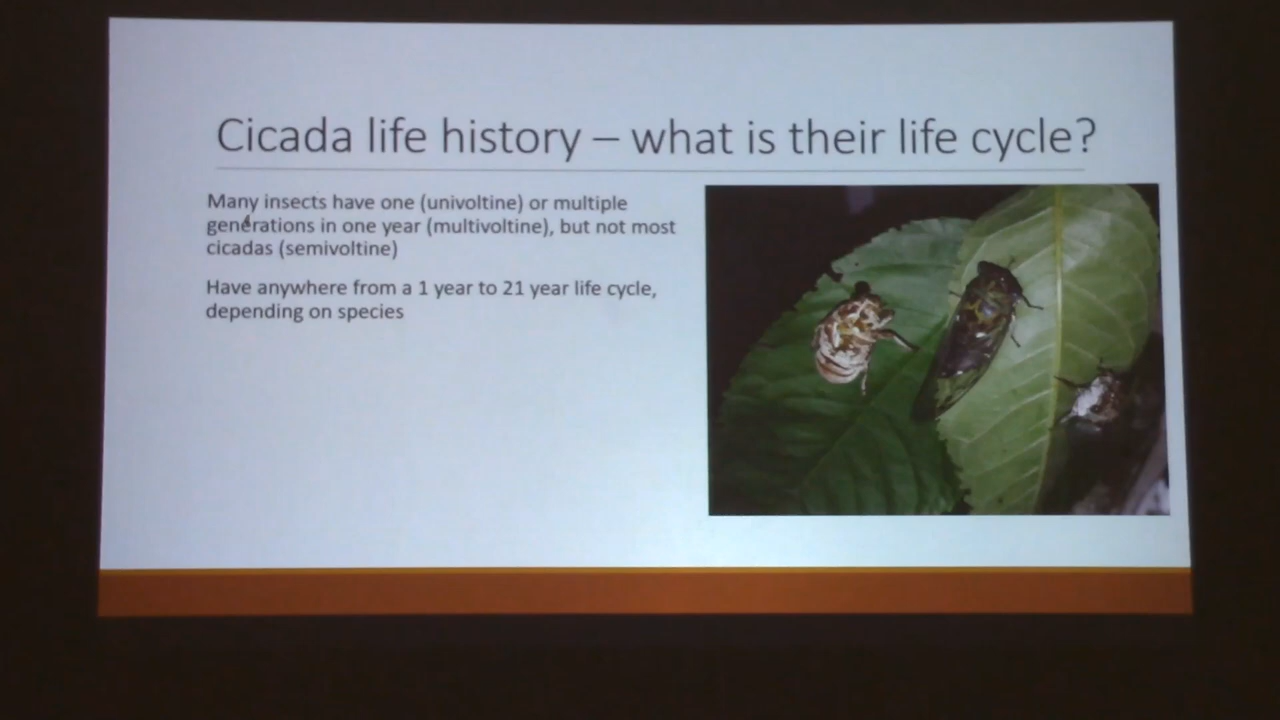 Cicada life history – what is their life cycle?
Many insects have one (univoltine) or multiple
generations in one year (multivoltine), but not most
cicadas (semivoltine)
Have anywhere from a 1 year to 21 year life cycle,
depending on species